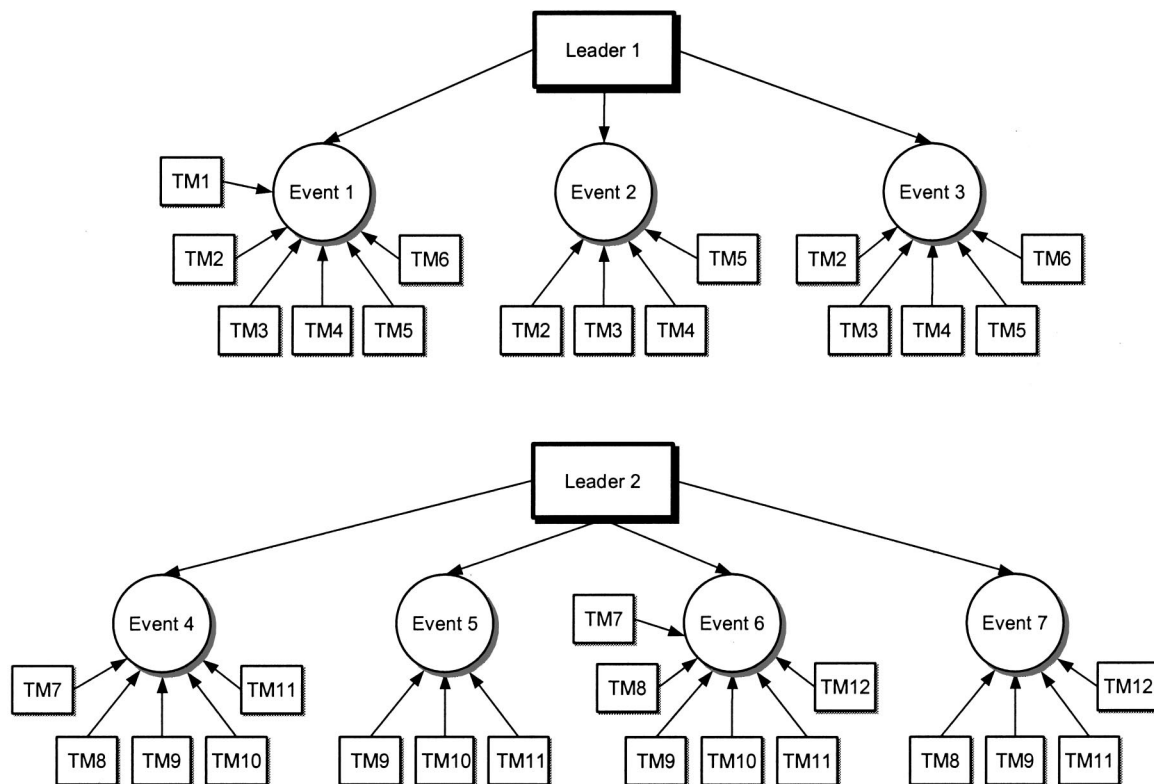 Leader 1
Event 1
Event 2
Event 3
TM1
TM2
TM6
TM5
TM2
TM6
TM3
TM4
TM5
TM2
TM3
TM4
TM3
TM4
TM5
Leader 2
Event 4
Event 5
Event 6
Event 7
TM7
TM7
TM11
TM8
TM12
TM12
TM8
TM9
TM10
TM9
TM10
TM11
TM9
TM10
TM11
TM8
TM9
TM11